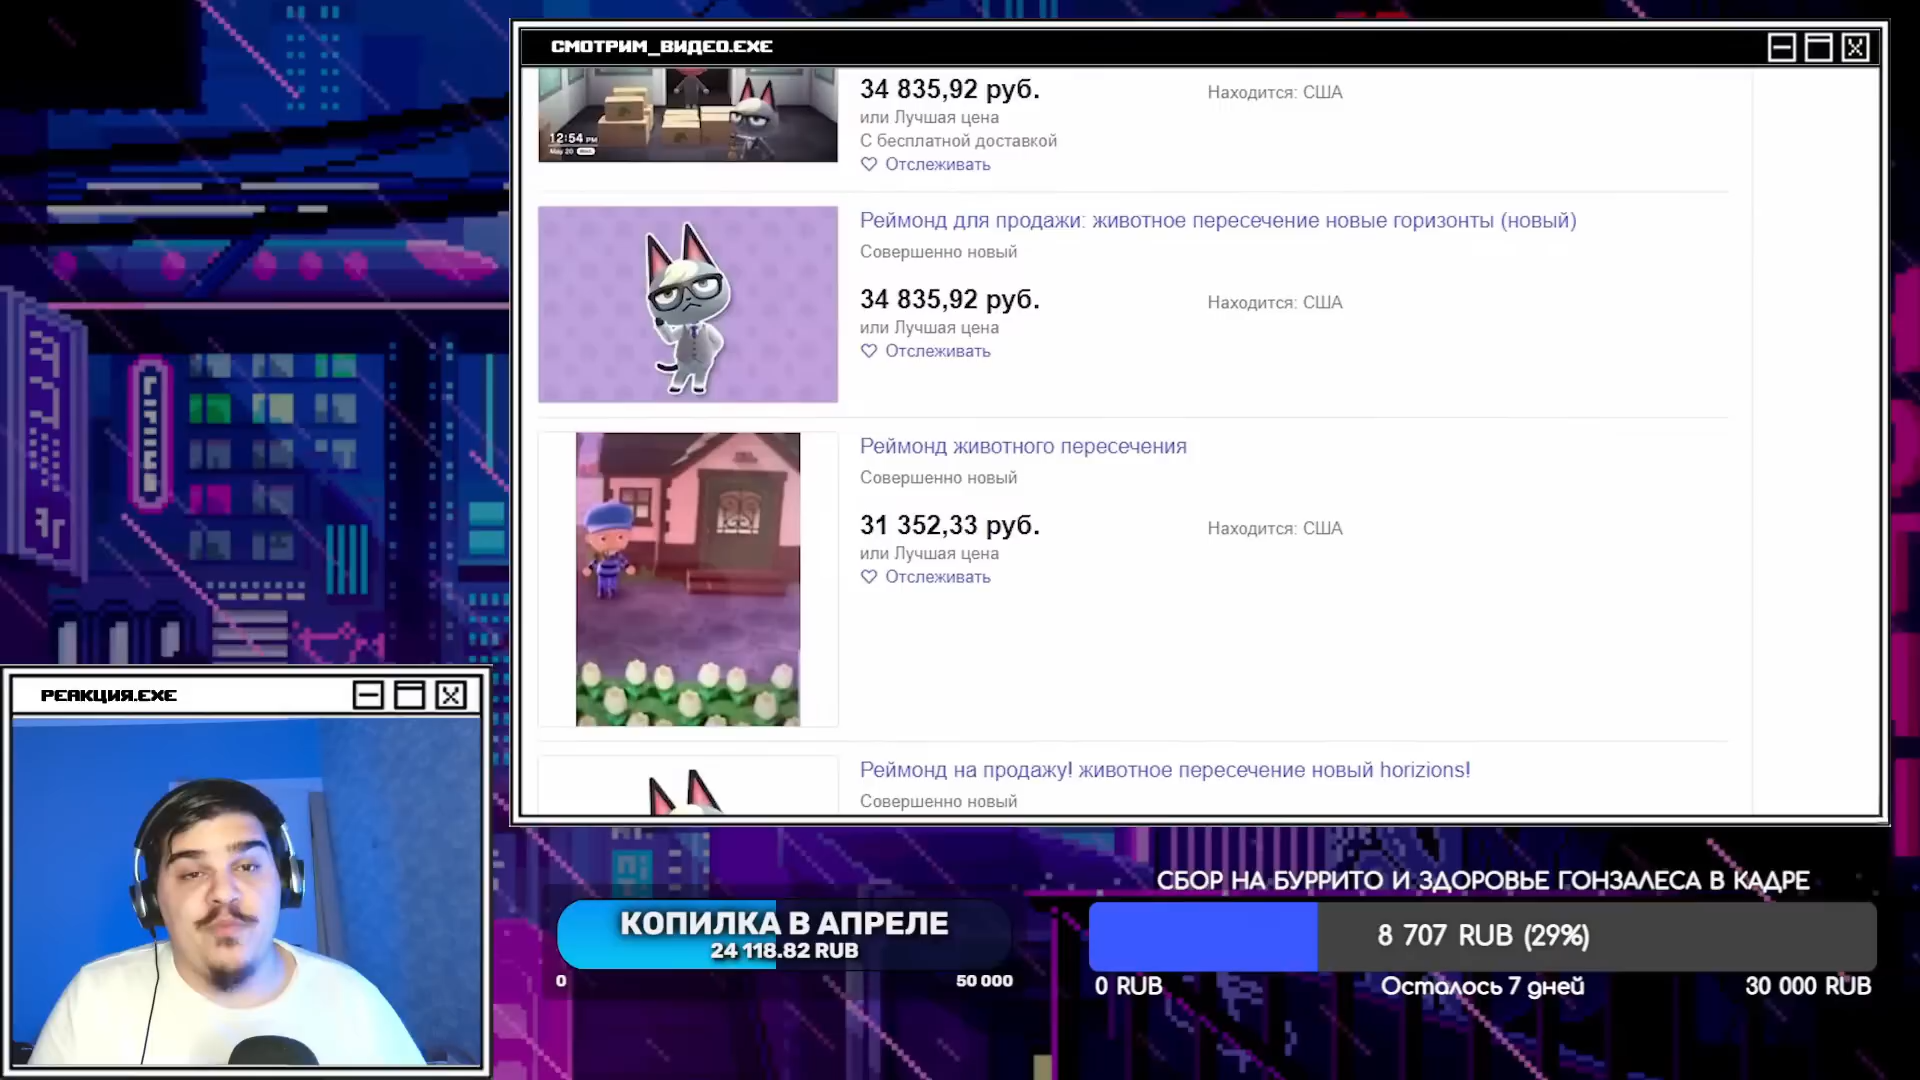 СМОТРИМ_ВИДЕО.EXE
34 835,92 руб.
Находится: США
или Лучшая цена
С бесплатной доставкой
Отслеживать
12:54 PM
May 20
Реймонд для продажи: животное пересечение новые горизонты (новый)
Совершенно новый
34 835,92 руб.
Находится: США
или Лучшая цена
Отслеживать
Реймонд животного пересечения
Совершенно новый
31 352,33 руб.
Находится: США
или Лучшая цена
Отслеживать
Реймонд на продажу! животное пересечение новый horizions!
Совершенно новый
РЕАКЦИЯ.EXE
КОПИЛКА В АПРЕЛЕ
24 118.82 RUB
0
50 000
СБОР НА БУРРИТО И ЗДОРОВЬЕ ГОНЗАЛЕСА В КАДРЕ
8 707 RUB (29%)
0 RUB
Осталось 7 дней
30 000 RUB